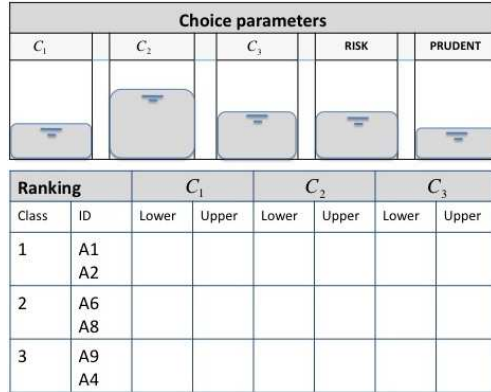 Choice parameters
C₁ C₂ C₃ RISK PRUDENT
Ranking C₁ C₂ C₃
Class ID Lower Upper Lower Upper Lower Upper
1 A1
A2
2 A6
A8
3 A9
A4